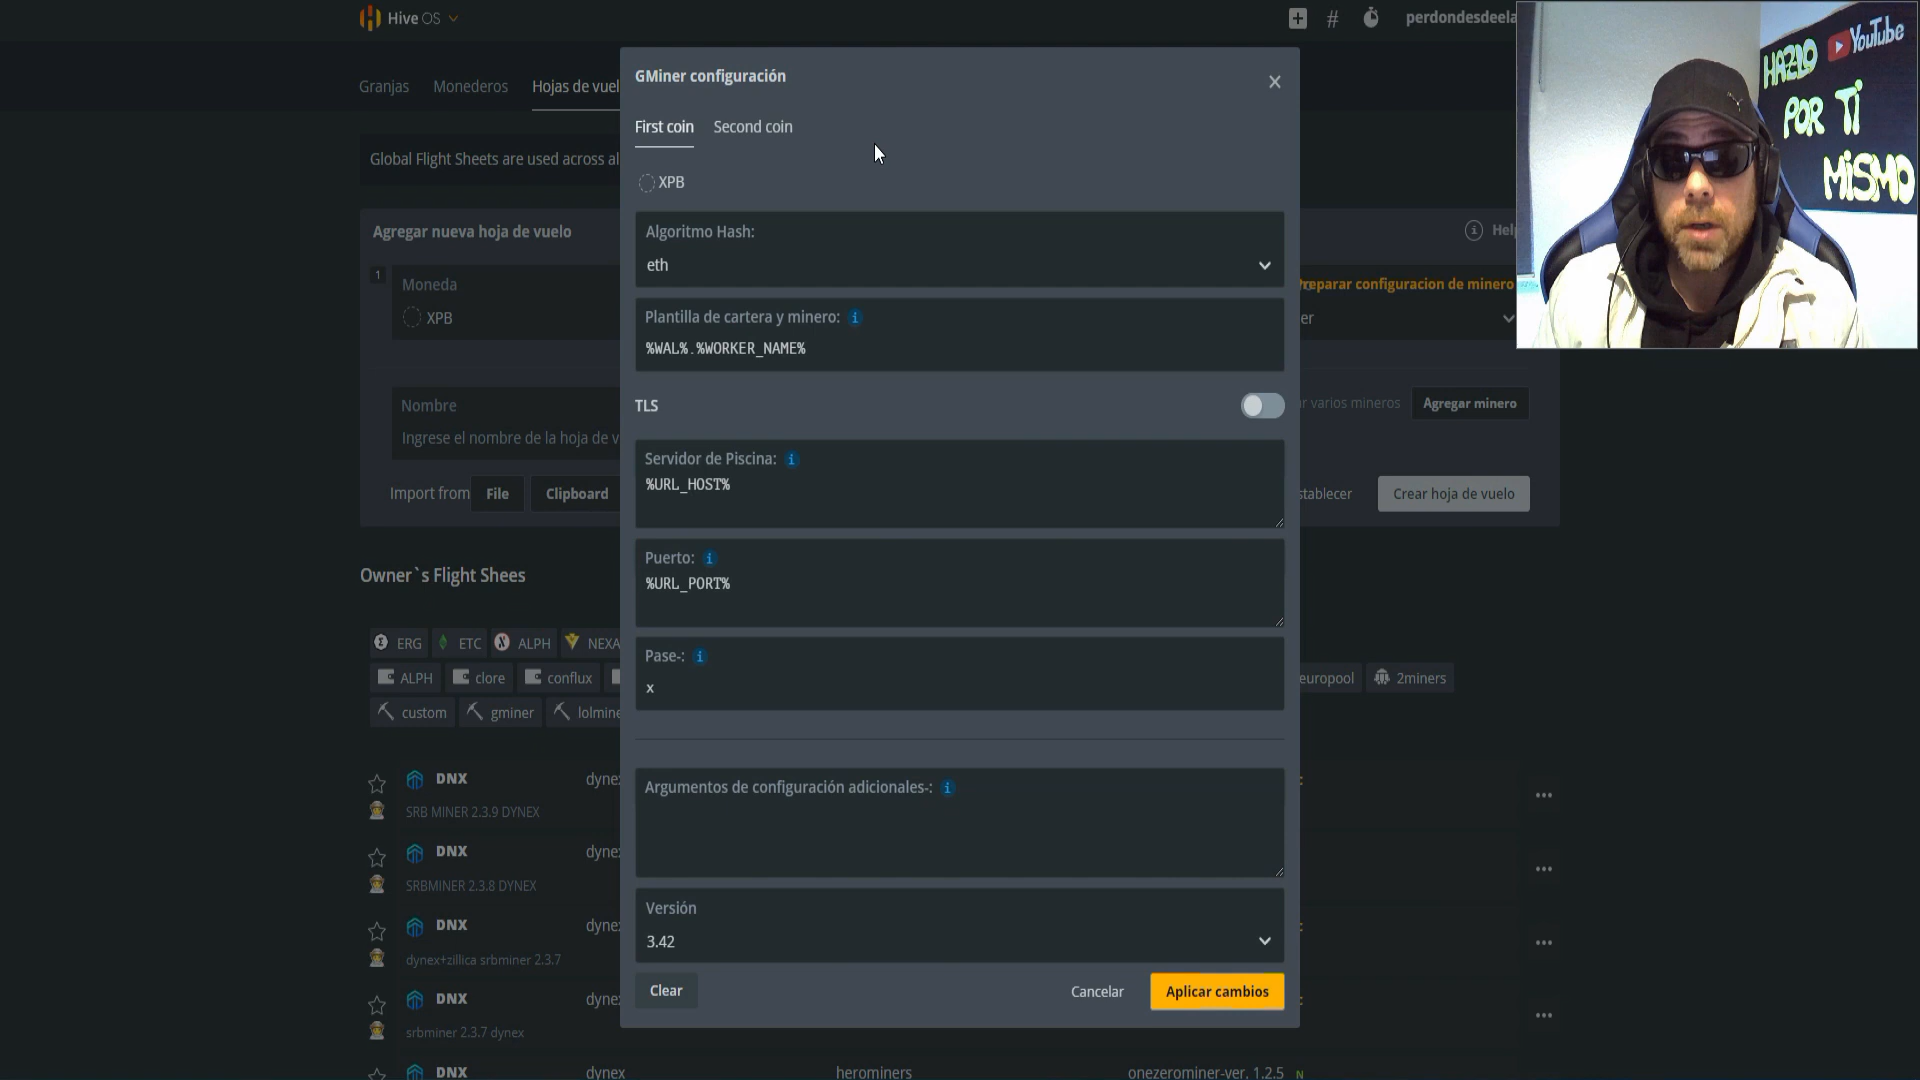 Hive OS
perdondesdeela
Granjas Monederos Hojas de vuel
Global Flight Sheets are used across al
Agregar nueva hoja de vuelo
Help
1
Moneda
XPB
Preparar configuracion de minero
er
Nombre
Ingrese el nombre de la hoja de v
ar varios mineros
Agregar minero
Import from File Clipboard
stablecer
Crear hoja de vuelo
Owner`s Flight Shees
ERG ETC ALPH NEXA
ALPH clore conflux
europool 2miners
custom gminer lolmine
DNX dynex
SRB MINER 2.3.9 DYNEX
DNX dynex
SRBMINER 2.3.8 DYNEX
DNX dynex
dynex+zillica srbminer 2.3.7
DNX dynex
srbminer 2.3.7 dynex
DNX dynex herominers onezerominer-ver. 1.2.5 N
GMiner configuración
First coin Second coin
XPB
Algoritmo Hash:
eth
Plantilla de cartera y minero:
%WAL%.%WORKER_NAME%
TLS
Servidor de Piscina:
%URL_HOST%
Puerto:
%URL_PORT%
Pase-:
x
Argumentos de configuración adicionales-:
Versión
3.42
Clear Cancelar Aplicar cambios
HAZLO
YouTube
POR TI
MISMO